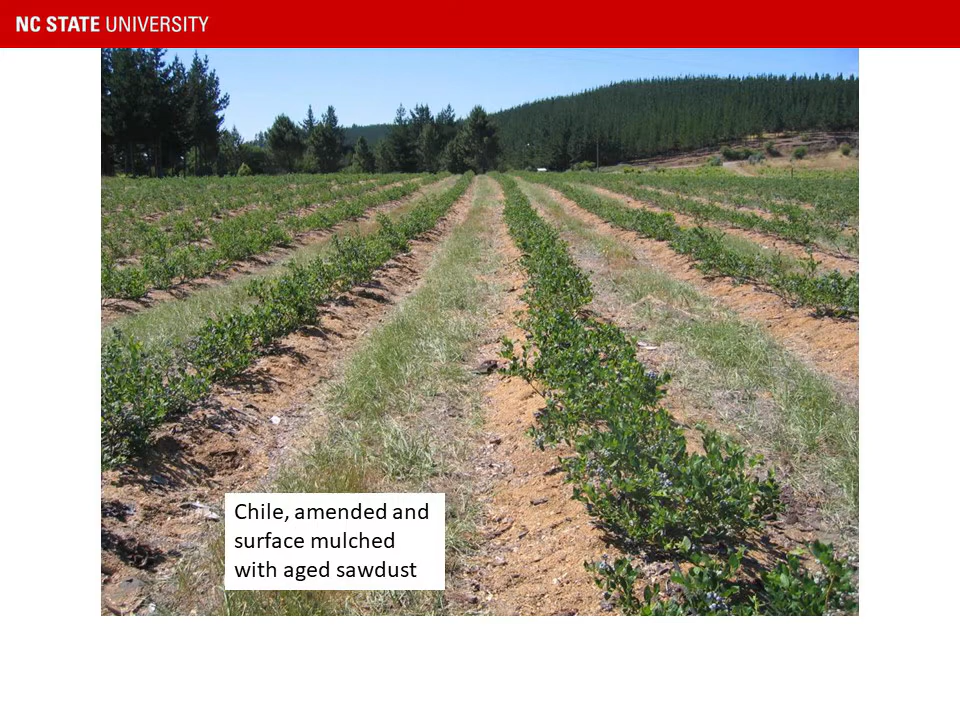 NC STATE UNIVERSITY
Chile, amended and
surface mulched
with aged sawdust